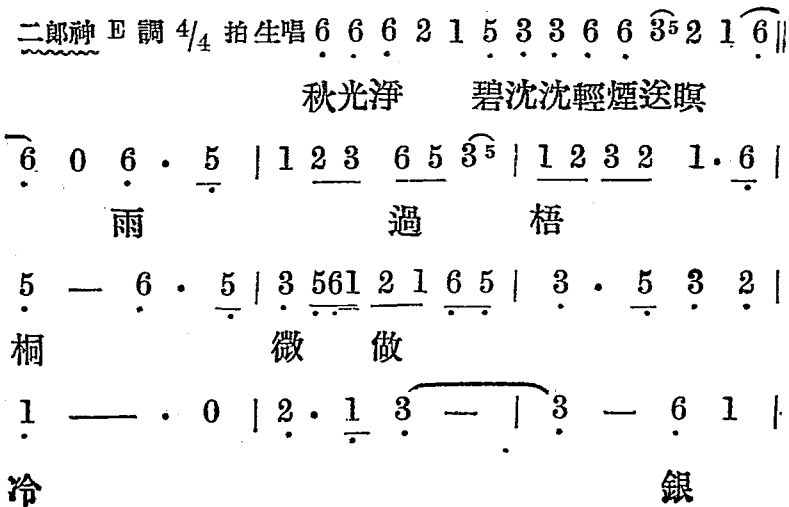 二郎神 E 調 4/4 拍 生唱 6 6 6 2 1 5 3 3 6 6 35 2 1 6 ||
秋光淨 碧沈沈輕煙送暝
6 0 6 · 5 | 1 2 3 6 5 35 | 1 2 3 2 1 · 6 |
雨 過 梧
5 — 6 · 5 | 3 561 2 1 6 5 | 3 · 5 3 2 |
桐 微 做
1 — · 0 | 2 · 1 3 — | 3 — 6 1 |
冷 銀